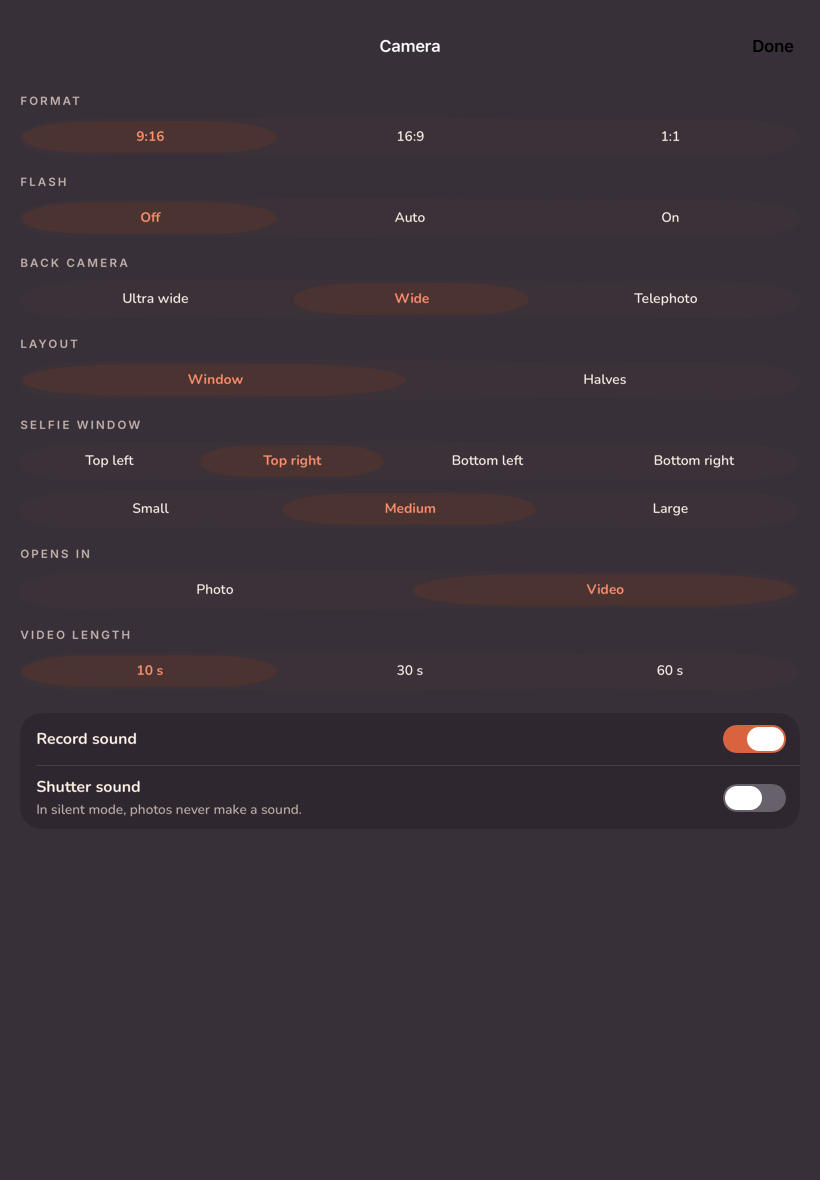 Camera
Done
FORMAT
9:16 16:9 1:1
FLASH
Off Auto On
BACK CAMERA
Ultra wide Wide Telephoto
LAYOUT
Window Halves
SELFIE WINDOW
Top left Top right Bottom left Bottom right
Small Medium Large
OPENS IN
Photo Video
VIDEO LENGTH
10 s 30 s 60 s
Record sound
Shutter sound
In silent mode, photos never make a sound.